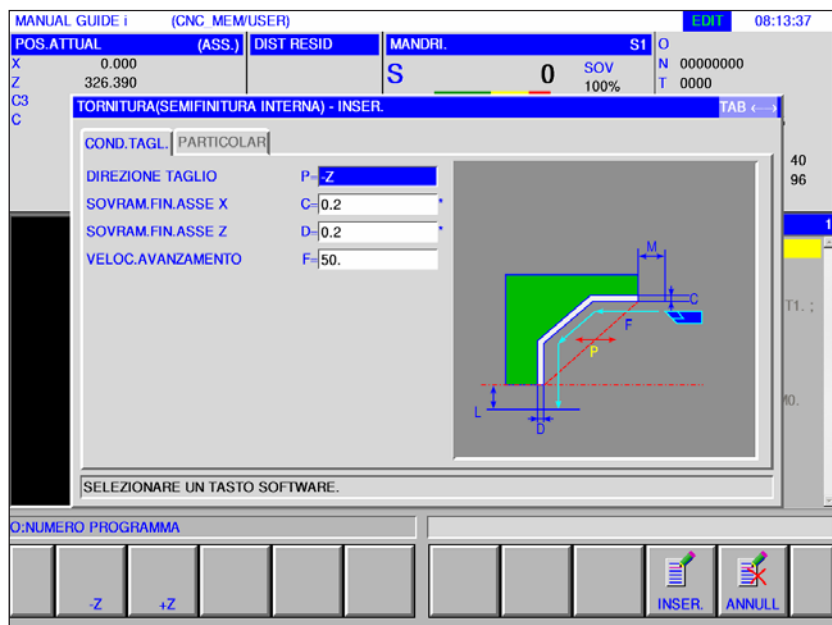 MANUAL GUIDE i (CNC_MEM/USER) EDIT 08:13:37
POS.ATTUAL (ASS.) DIST RESID MANDRI. S1 O
X 0.000
Z 326.390
C3
C
S 0 SOV 100%
N 00000000
T 0000
TORNITURA(SEMIFINITURA INTERNA) - INSER. TAB ←→
COND.TAGL. PARTICOLAR
DIREZIONE TAGLIO P=-Z
SOVRAM.FIN.ASSE X C=0.2 *
SOVRAM.FIN.ASSE Z D=0.2 *
VELOC.AVANZAMENTO F=50.
M
C
F
P
L
D
40
96
1
T1. ;
M0.
SELEZIONARE UN TASTO SOFTWARE.
O:NUMERO PROGRAMMA
-Z +Z INSER. ANNULL